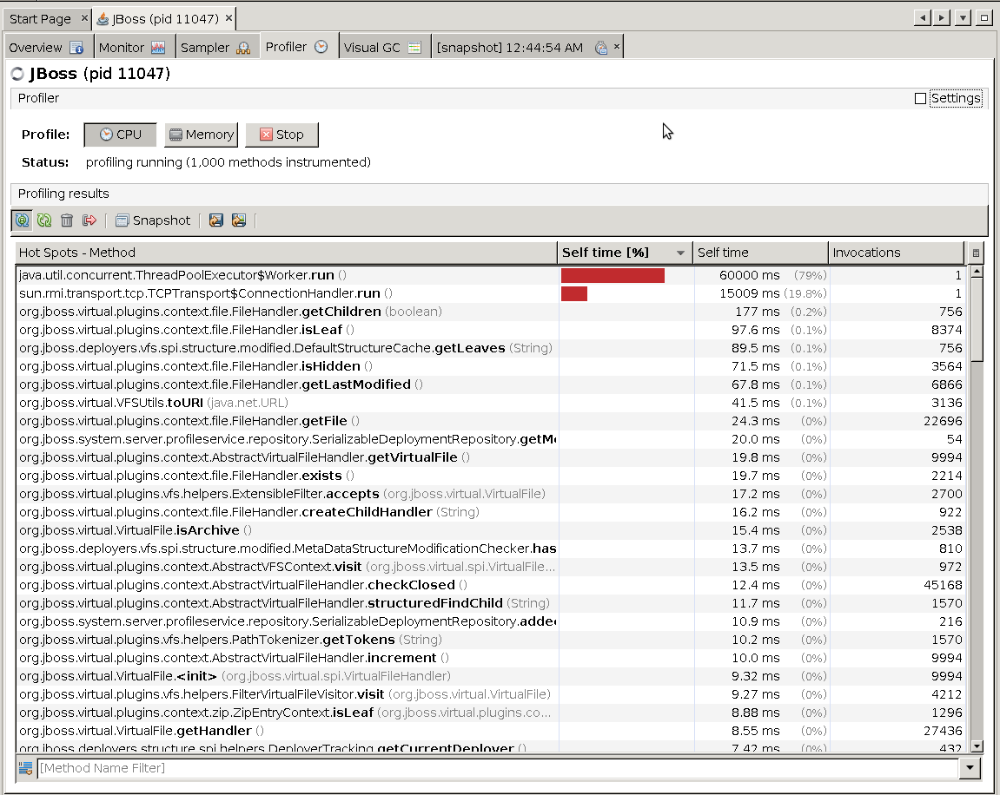 Start Page JBoss (pid 11047)
Overview Monitor Sampler Profiler Visual GC [snapshot] 12:44:54 AM
JBoss (pid 11047)
Profiler Settings
Profile: CPU Memory Stop
Status: profiling running (1,000 methods instrumented)
Profiling results
Snapshot
Hot Spots - Method Self time [%] Self time Invocations
java.util.concurrent.ThreadPoolExecutor$Worker.run () 60000 ms (79%) 1
sun.rmi.transport.tcp.TCPTransport$ConnectionHandler.run () 15009 ms (19.8%) 1
org.jboss.virtual.plugins.context.file.FileHandler.getChildren (boolean) 177 ms (0.2%) 756
org.jboss.virtual.plugins.context.file.FileHandler.isLeaf () 97.6 ms (0.1%) 8374
org.jboss.deployers.vfs.spi.structure.modified.DefaultStructureCache.getLeaves (String) 89.5 ms (0.1%) 756
org.jboss.virtual.plugins.context.file.FileHandler.isHidden () 71.5 ms (0.1%) 3564
org.jboss.virtual.plugins.context.file.FileHandler.getLastModified () 67.8 ms (0.1%) 6866
org.jboss.virtual.VFSUtils.toURI (java.net.URL) 41.5 ms (0.1%) 3136
org.jboss.virtual.plugins.context.file.FileHandler.getFile () 24.3 ms (0%) 22696
org.jboss.system.server.profileservice.repository.SerializableDeploymentRepository.getM 20.0 ms (0%) 54
org.jboss.virtual.plugins.context.AbstractVirtualFileHandler.getVirtualFile () 19.8 ms (0%) 9994
org.jboss.virtual.plugins.context.file.FileHandler.exists () 19.7 ms (0%) 2214
org.jboss.virtual.plugins.vfs.helpers.ExtensibleFilter.accepts (org.jboss.virtual.VirtualFile) 17.2 ms (0%) 2700
org.jboss.virtual.plugins.context.file.FileHandler.createChildHandler (String) 16.2 ms (0%) 922
org.jboss.virtual.VirtualFile.isArchive () 15.4 ms (0%) 2538
org.jboss.deployers.vfs.spi.structure.modified.MetaDataStructureModificationChecker.has 13.7 ms (0%) 810
org.jboss.virtual.plugins.context.AbstractVFSContext.visit (org.jboss.virtual.spi.VirtualFile... 13.5 ms (0%) 972
org.jboss.virtual.plugins.context.AbstractVirtualFileHandler.checkClosed () 12.4 ms (0%) 45168
org.jboss.virtual.plugins.context.AbstractVirtualFileHandler.structuredFindChild (String) 11.7 ms (0%) 1570
org.jboss.system.server.profileservice.repository.SerializableDeploymentRepository.adde 10.9 ms (0%) 216
org.jboss.virtual.plugins.vfs.helpers.PathTokenizer.getTokens (String) 10.2 ms (0%) 1570
org.jboss.virtual.plugins.context.AbstractVirtualFileHandler.increment () 10.0 ms (0%) 9994
org.jboss.virtual.VirtualFile.<init> (org.jboss.virtual.spi.VirtualFileHandler) 9.32 ms (0%) 9994
org.jboss.virtual.plugins.vfs.helpers.FilterVirtualFileVisitor.visit (org.jboss.virtual.VirtualFile) 9.27 ms (0%) 4212
org.jboss.virtual.plugins.context.zip.ZipEntryContext.isLeaf (org.jboss.virtual.plugins.co... 8.88 ms (0%) 1296
org.jboss.virtual.VirtualFile.getHandler () 8.55 ms (0%) 27436
org.jboss.deployers.structure.spi.helpers.DeployerTracking.getCurrentDeployer () 7.42 ms (0%) 432
[Method Name Filter]